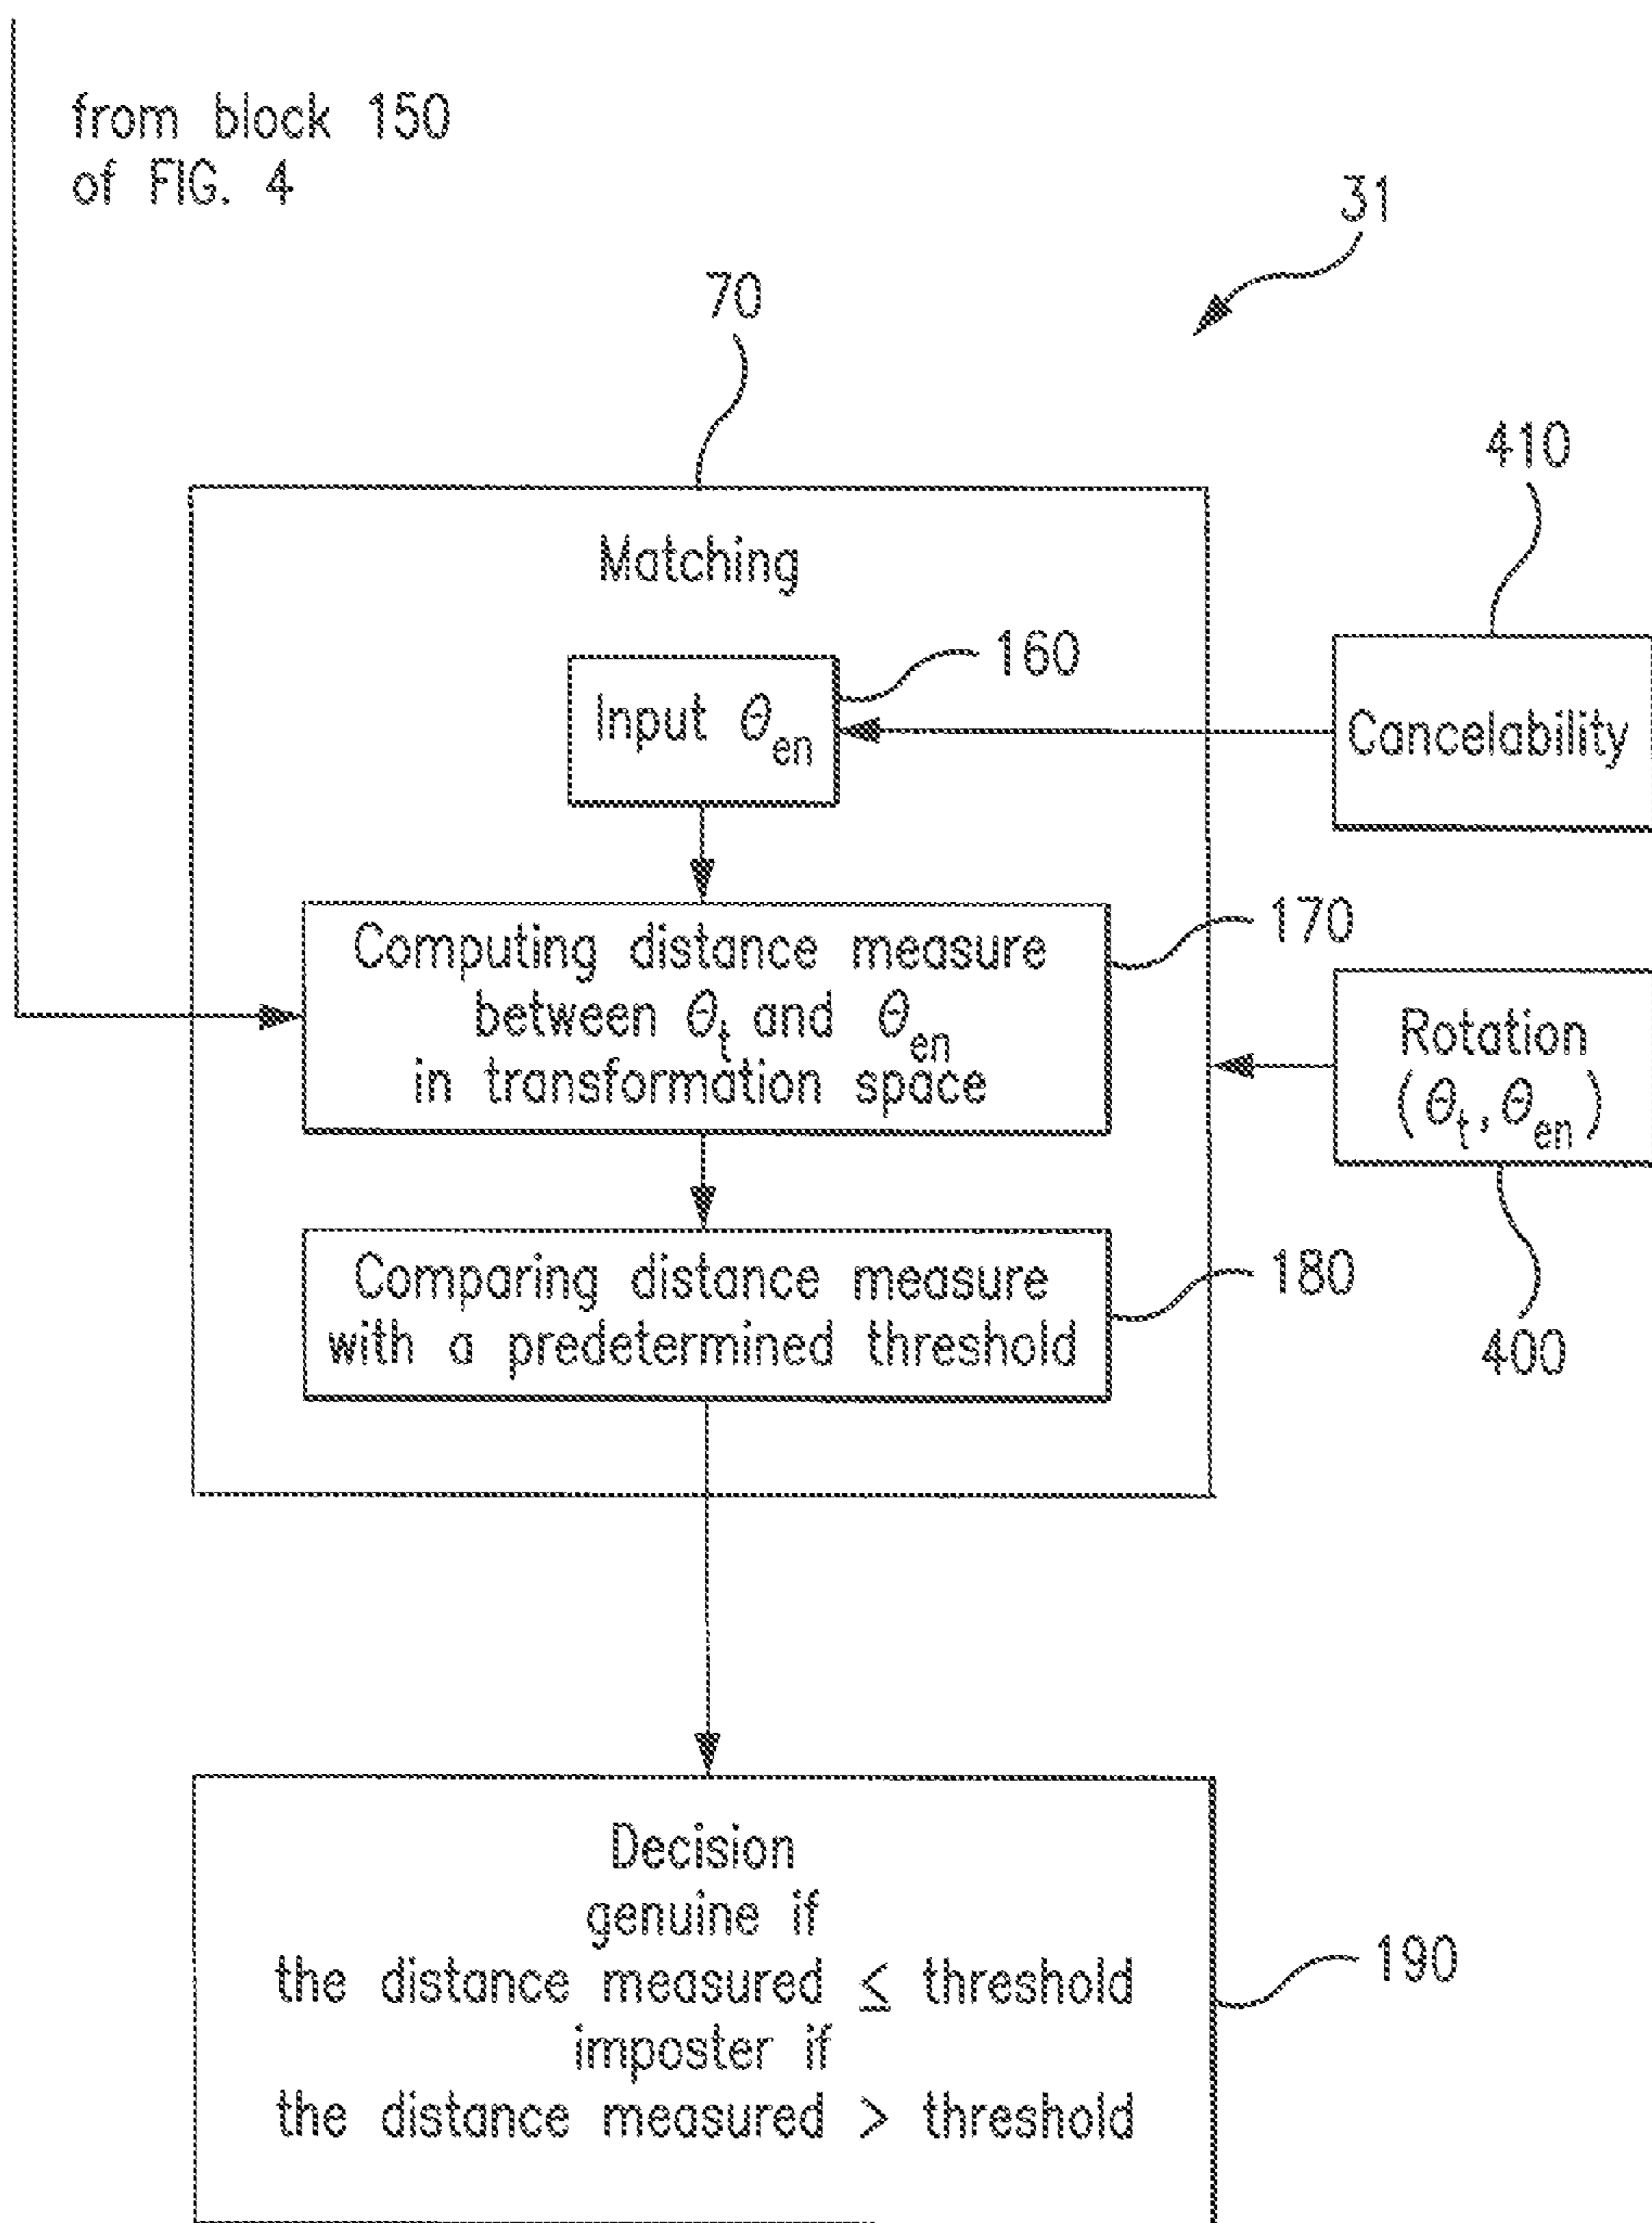 from block 150
of FIG. 4
31
70
410
Matching
160
Input θen
Cancelability
170
Computing distance measure
between θt and θen
in transformation space
Rotation
(θt, θen)
180
Comparing distance measure
with a predetermined threshold
400
Decision
genuine if
the distance measured ≤ threshold
imposter if
the distance measured > threshold
190